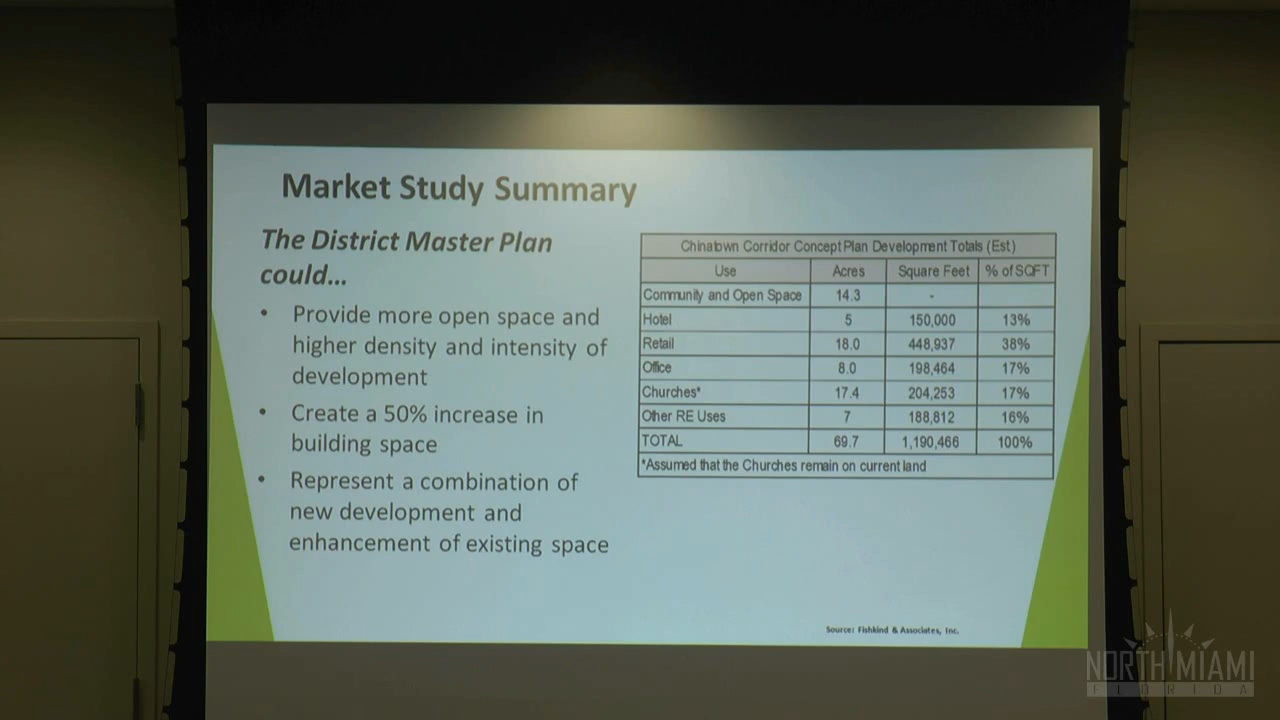 Market Study Summary
The District Master Plan
could...
• Provide more open space and
higher density and intensity of
development
• Create a 50% increase in
building space
• Represent a combination of
new development and
enhancement of existing space
Chinatown Corridor Concept Plan Development Totals (Est)
Use Acres Square Feet % of SQFT
Community and Open Space 14.3 -
Hotel 5 150,000 13%
Retail 18.0 448,937 38%
Office 8.0 198,464 17%
Churches* 17.4 204,253 17%
Other RE Uses 7 188,812 16%
TOTAL 69.7 1,190,466 100%
*Assumed that the Churches remain on current land
Source: Fishkind & Associates, Inc.
NORTH MIAMI
FLORIDA